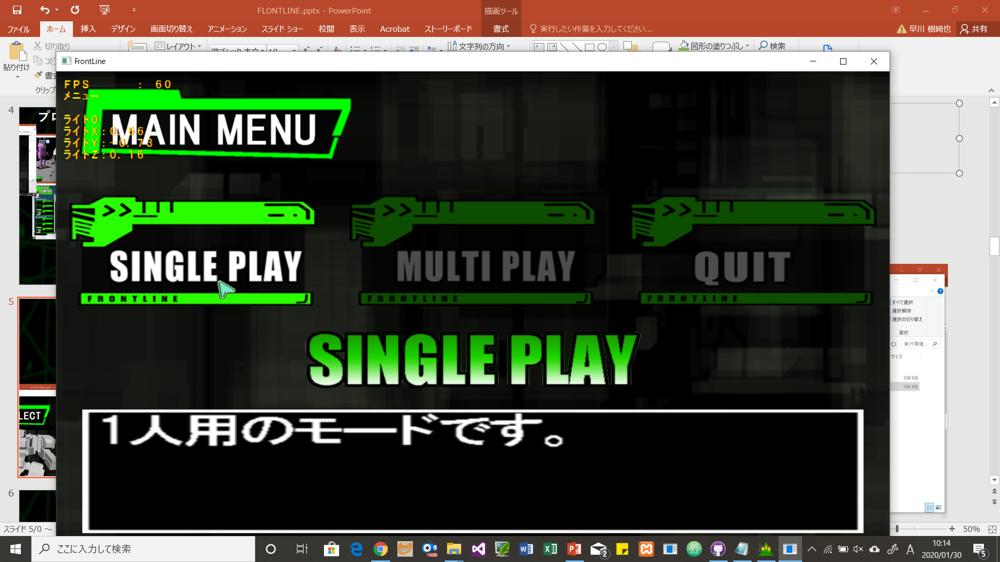 FLONTLINE.pptx - PowerPoint
描画ツール
ファイル ホーム 挿入 デザイン 画面切り替え アニメーション スライド ショー 校閲 表示 Acrobat ストーリーボード 書式 実行したい作業を入力してください... 早川 樹綺也 共有
切り取り
レイアウト
文字列の方向
図形の塗りつぶし
検索
貼り付け
FrontLine
FPS : 60
メニュー
ライト0
ライトX:0.66
ライトY:-0.73
ライトZ:0.16
MAIN MENU
SINGLE PLAY
MULTI PLAY
QUIT
FRONTLINE
FRONTLINE
FRONTLINE
SINGLE PLAY
1人用のモードです。
4
5
6
すべて選択
選択解除
選択の切り替え
選択
実行環境...
サイズ
108 KB
186 KB
スライド 5/0 ～
50%
ここに入力して検索
2
A
10:14
2020/01/30
5